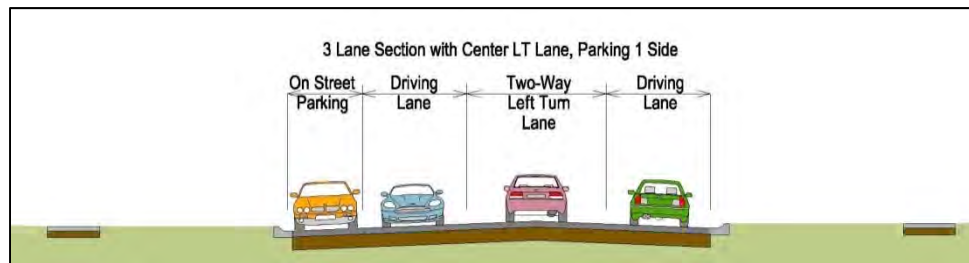 3 Lane Section with Center LT Lane, Parking 1 Side
On Street
Parking
Driving
Lane
Two-Way
Left Turn
Lane
Driving
Lane